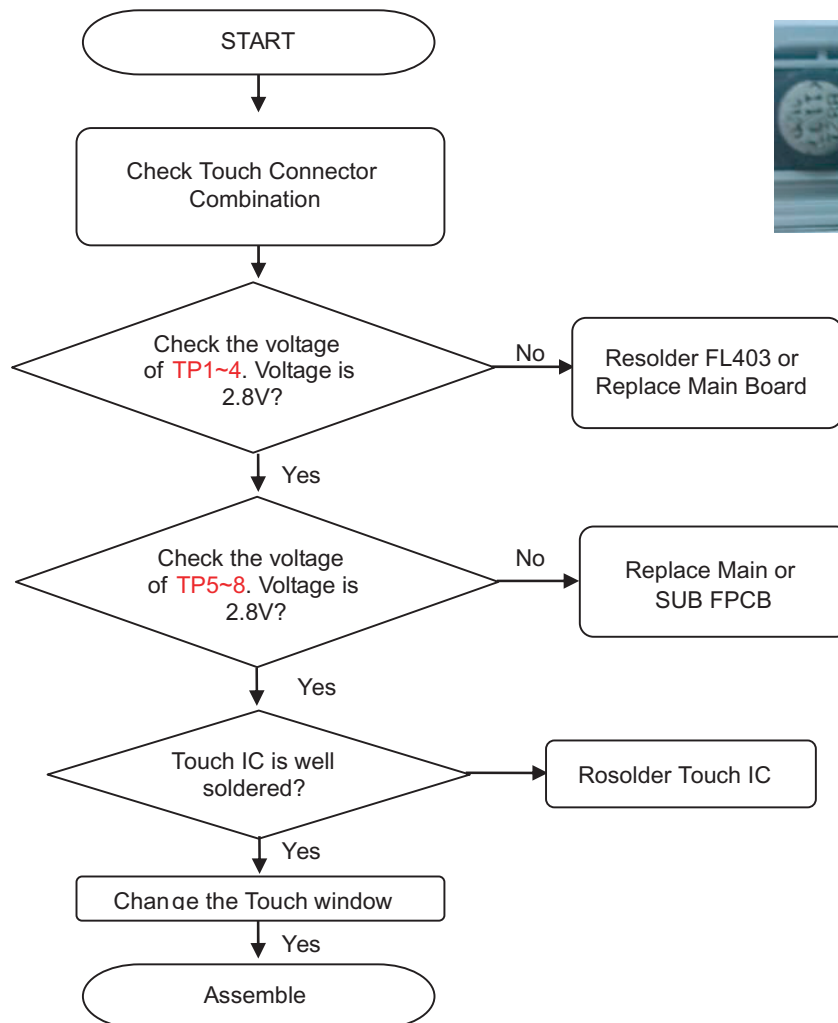 START
Check Touch Connector
Combination
Check the voltage
of TP1~4. Voltage is
2.8V?
No
Resolder FL403 or
Replace Main Board
Yes
Check the voltage
of TP5~8. Voltage is
2.8V?
No
Replace Main or
SUB FPCB
Yes
Touch IC is well
soldered?
Rosolder Touch IC
Yes
Change the Touch window
Yes
Assemble